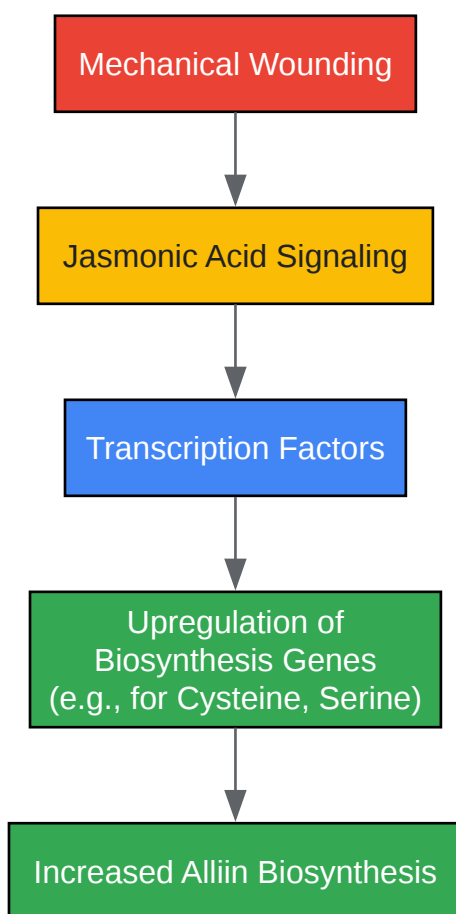 Mechanical Wounding
Jasmonic Acid Signaling
Transcription Factors
Upregulation of
Biosynthesis Genes
(e.g., for Cysteine, Serine)
Increased Alliin Biosynthesis